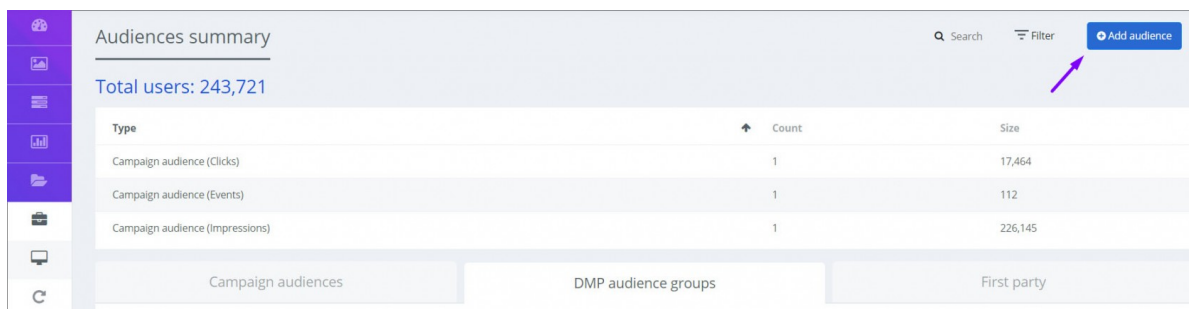 Audiences summary
Search Filter Add audience
Total users: 243,721
Type Count Size
Campaign audience (Clicks) 1 17,464
Campaign audience (Events) 1 112
Campaign audience (Impressions) 1 226,145
Campaign audiences DMP audience groups First party